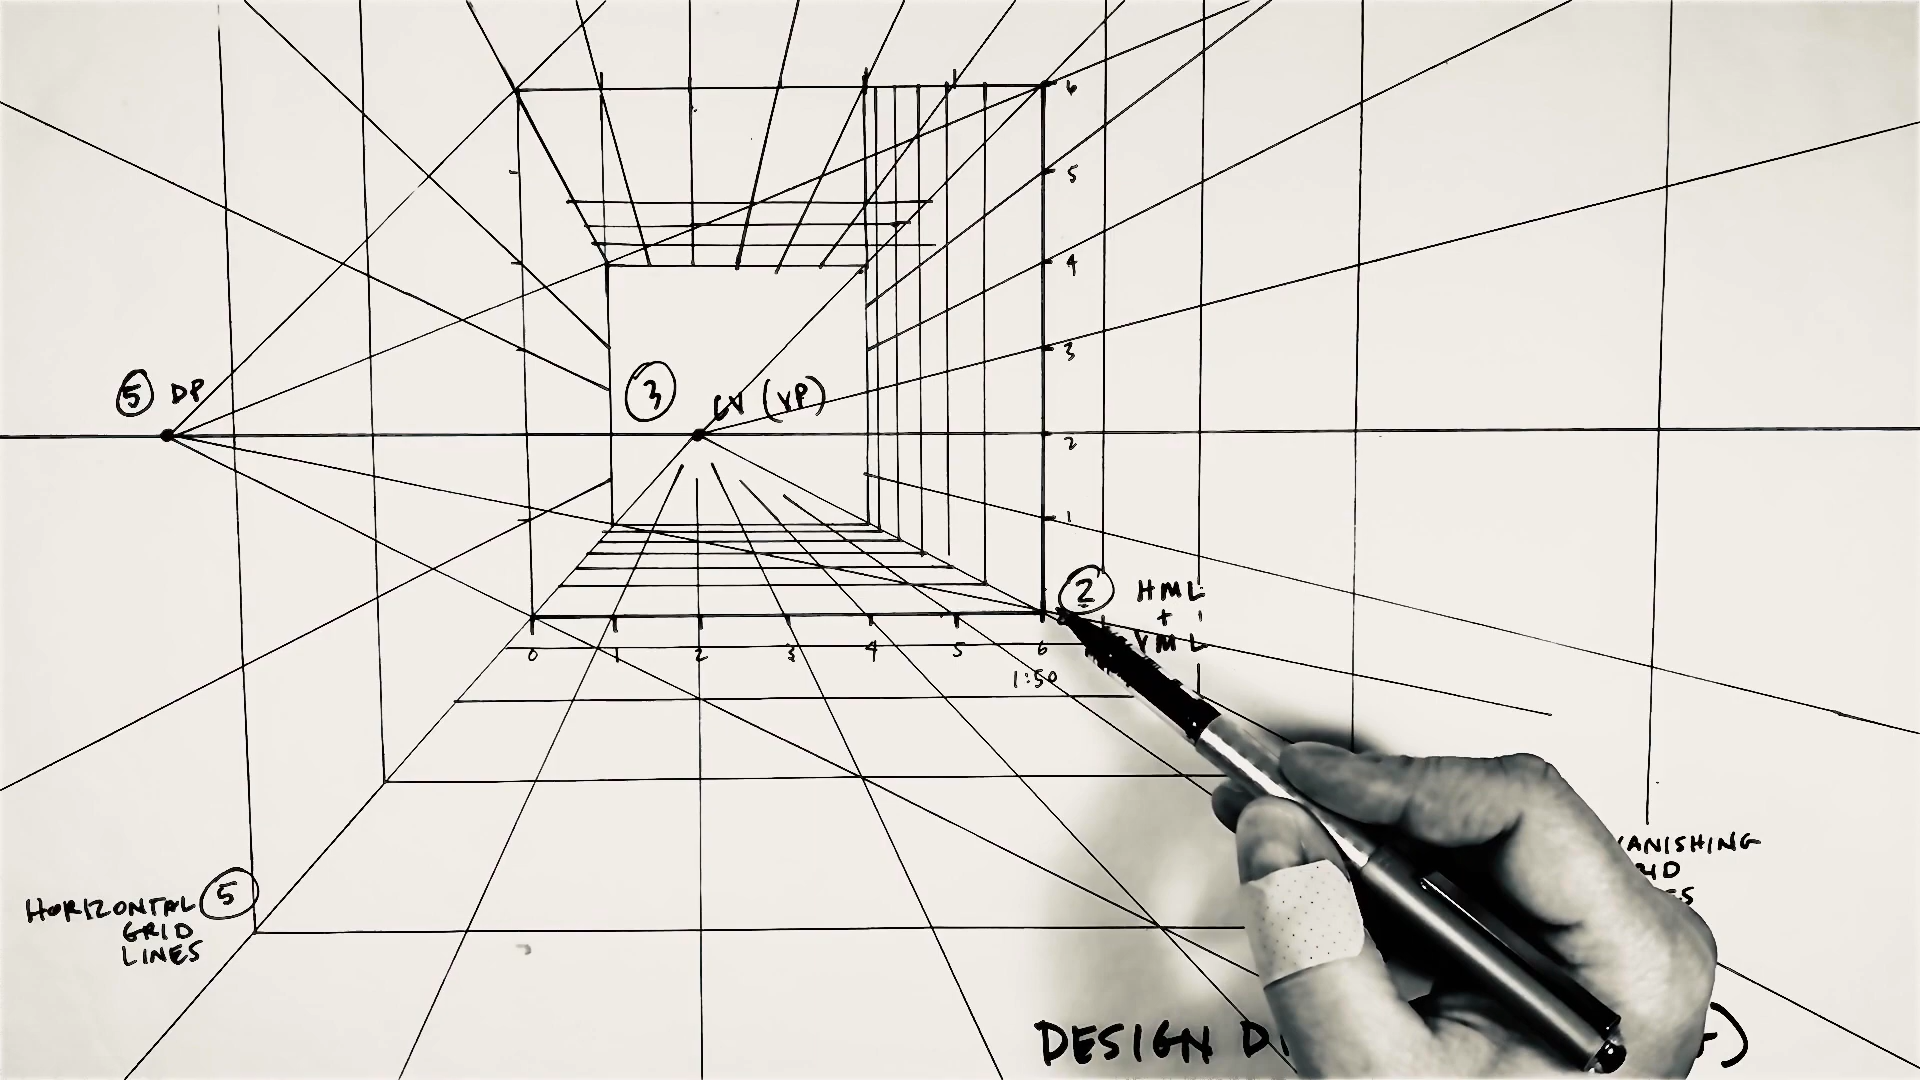 6
5
4
3
⑤ DP
③
CV (VP)
2
1
②
HML
+
VML
0 1 2 3 4 5 6
1:50
HORIZONTAL ⑤
GRID
LINES
DESIGN